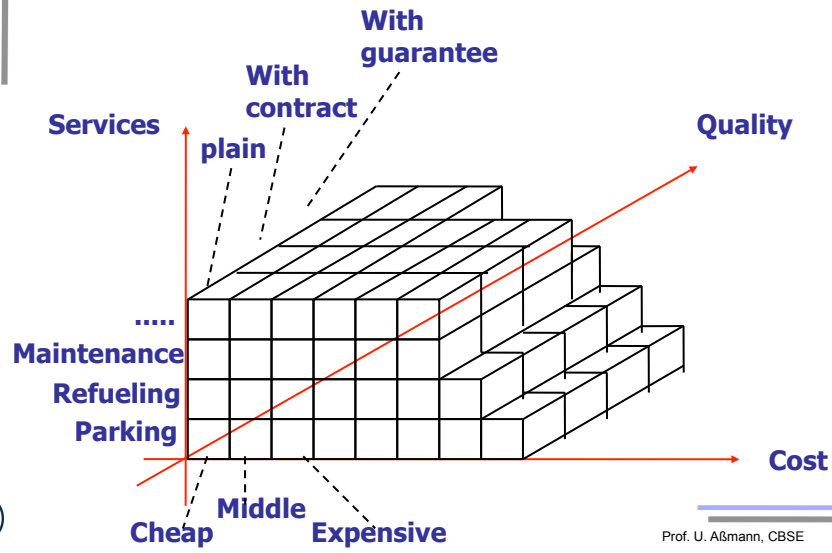 With
guarantee
With
contract
Services
Quality
plain
.....
Maintenance
Refueling
Parking
Cost
Middle
Cheap
Expensive
Prof. U. Aßmann, CBSE